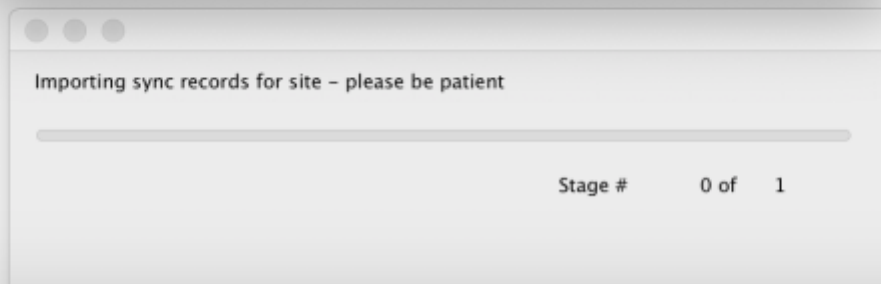 Importing sync records for site – please be patient
Stage # 0 of 1